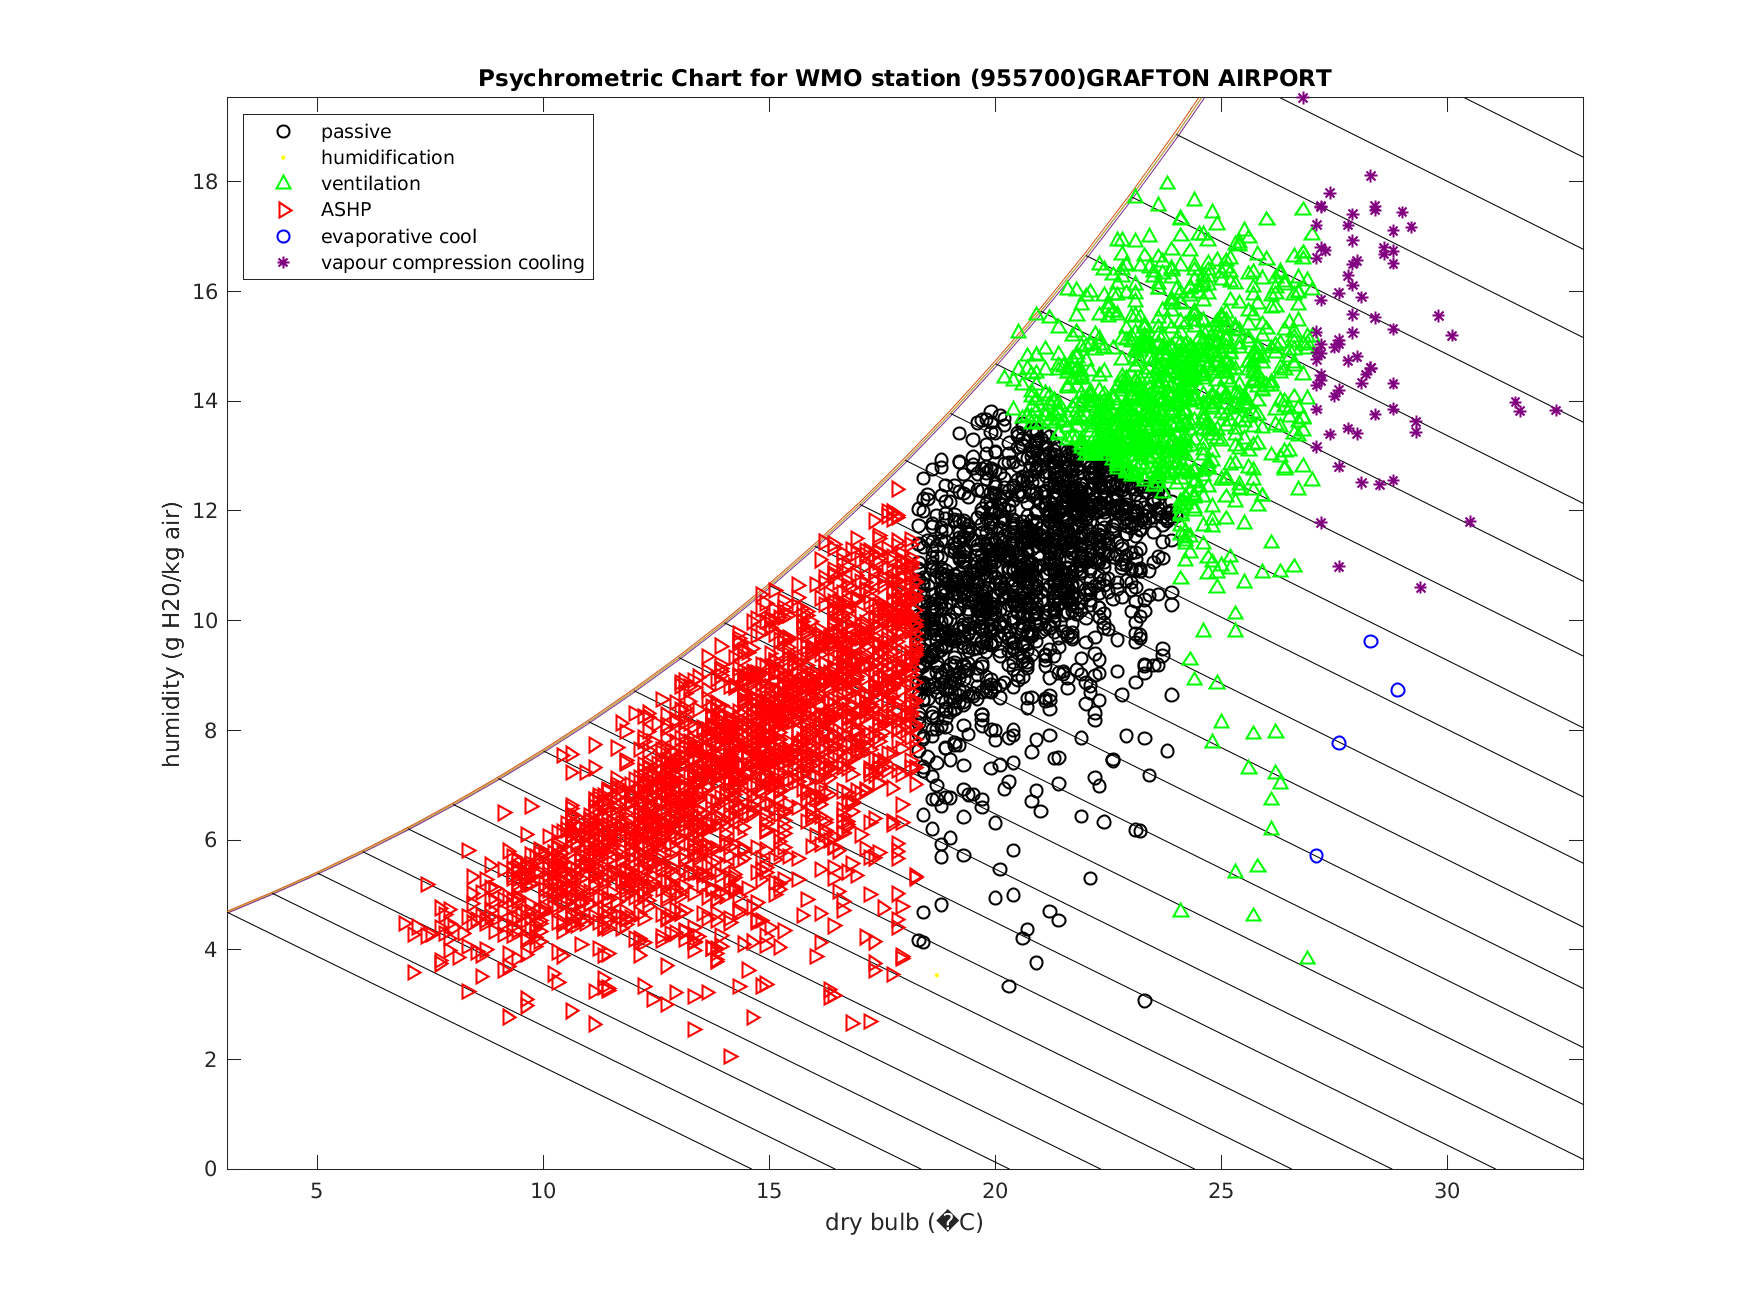 Psychrometric Chart for WMO station (955700)GRAFTON AIRPORT
passive
humidification
ventilation
ASHP
evaporative cool
vapour compression cooling
humidity (g H20/kg air)
18
16
14
12
10
8
6
4
2
0
5 10 15 20 25 30
dry bulb (�C)